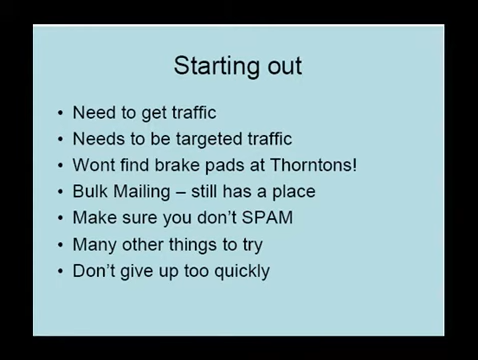 Starting out
• Need to get traffic
• Needs to be targeted traffic
• Wont find brake pads at Thorntons!
• Bulk Mailing – still has a place
• Make sure you don't SPAM
• Many other things to try
• Don't give up too quickly